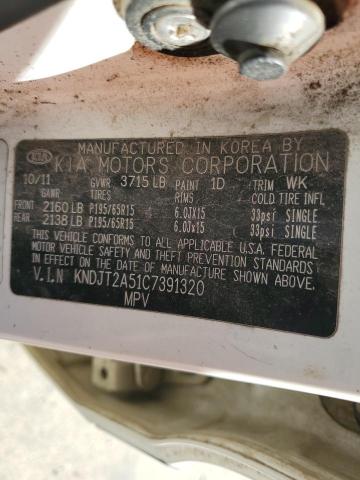 MANUFACTURED IN KOREA BY
KIA KIA MOTORS CORPORATION
10/11 GVWR 3715 LB PAINT 1D TRIM WK
GAWR TIRES RIMS COLD TIRE INFL
FRONT 2160 LB P195/65R15 6.0JX15 33psi SINGLE
REAR 2138 LB P195/65R15 6.0JX15 33psi SINGLE
THIS VEHICLE CONFORMS TO ALL APPLICABLE U.S.A. FEDERAL
MOTOR VEHICLE SAFETY AND THEFT PREVENTION STANDARDS
IN EFFECT ON THE DATE OF MANUFACTURE SHOWN ABOVE.
V.I.N KNDJT2A51C7391320
MPV